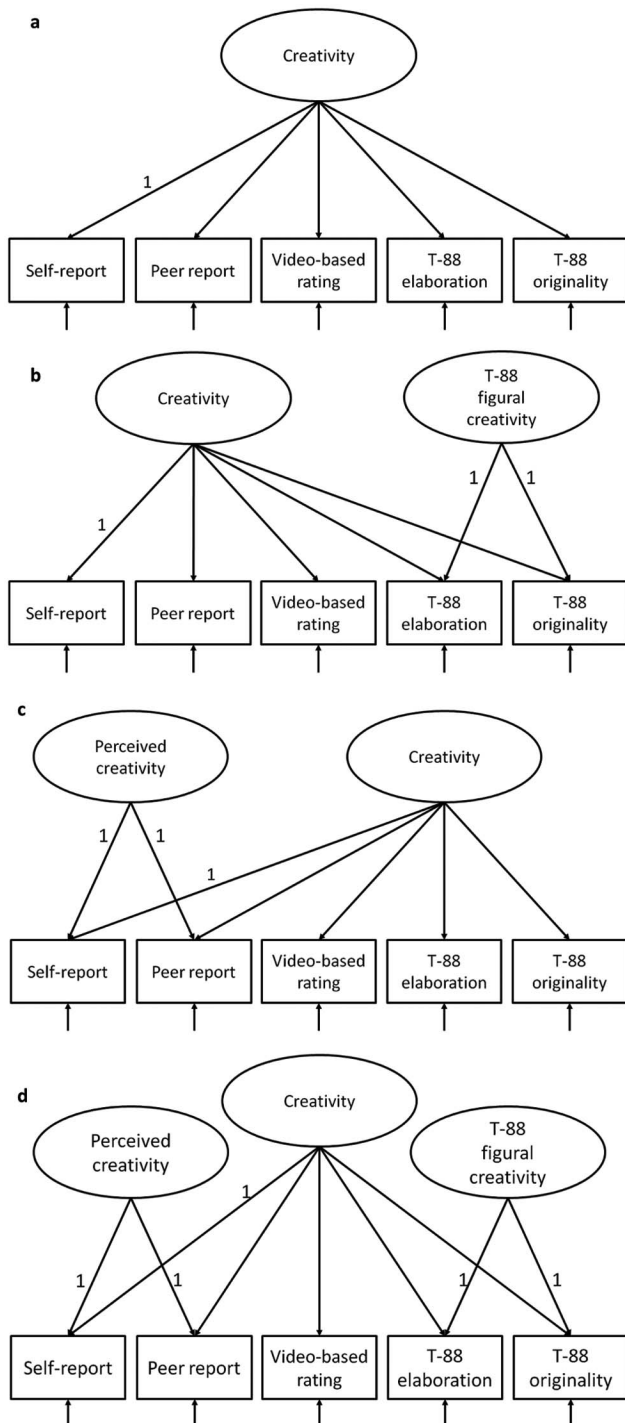 a
Creativity
1
Self-report
Peer report
Video-based
rating
T-88
elaboration
T-88
originality
b
Creativity
T-88
figural
creativity
1
1
1
Self-report
Peer report
Video-based
rating
T-88
elaboration
T-88
originality
c
Perceived
creativity
Creativity
1
1
1
Self-report
Peer report
Video-based
rating
T-88
elaboration
T-88
originality
d
Creativity
Perceived
creativity
T-88
figural
creativity
1
1
1
1
1
Self-report
Peer report
Video-based
rating
T-88
elaboration
T-88
originality